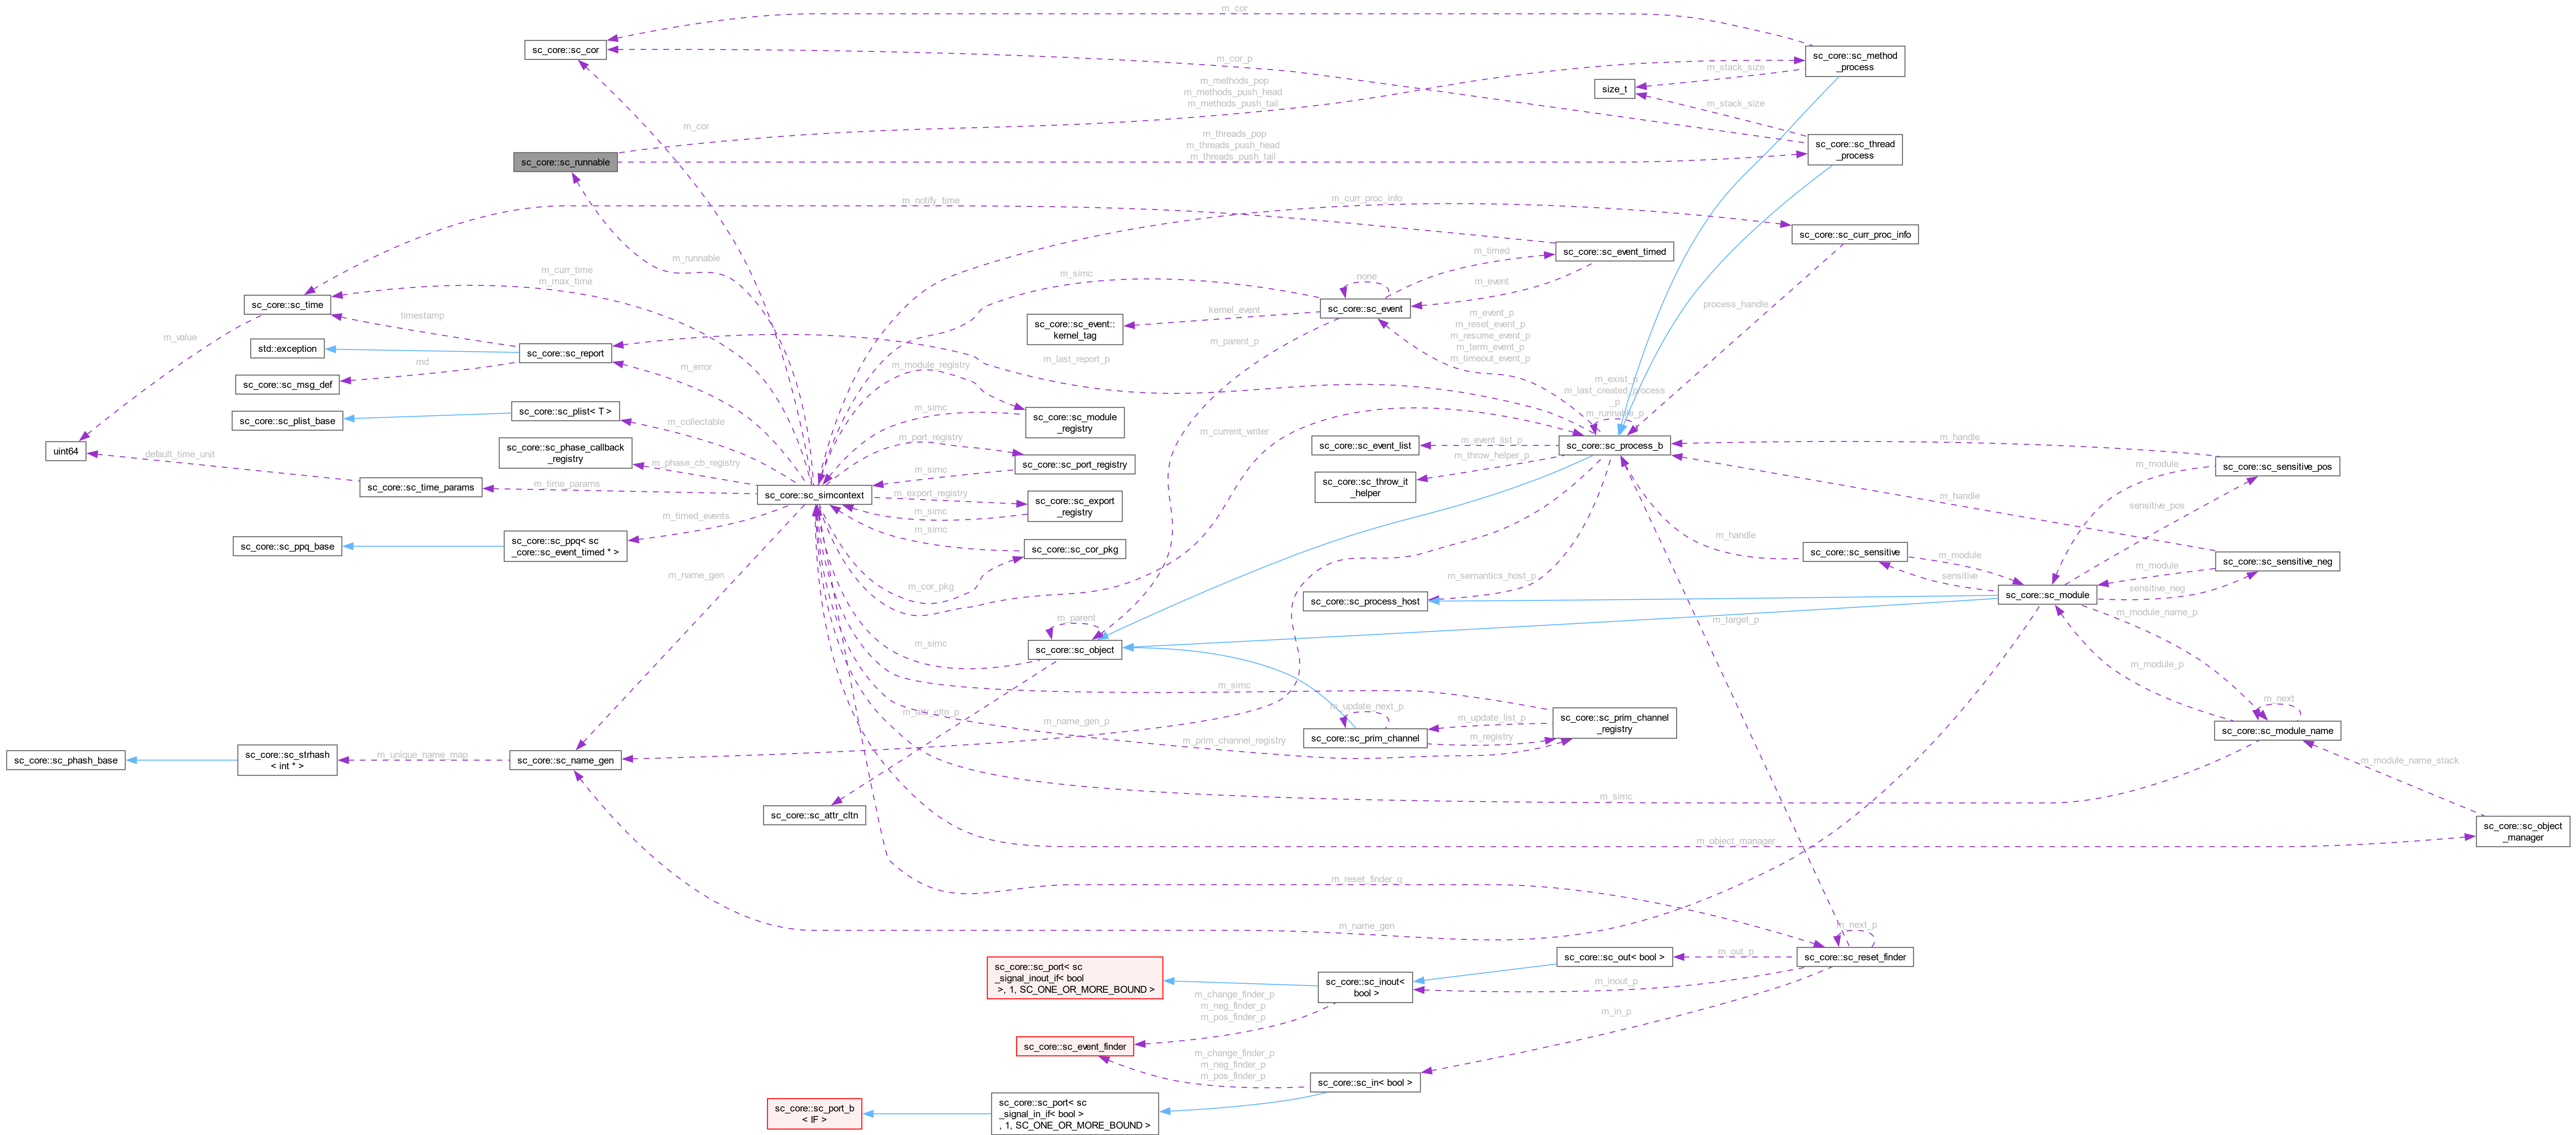 m_cor
sc_core::sc_cor
sc_core::sc_method
_process
m_cor_p
m_stack_size
m_methods_pop
m_methods_push_head
m_methods_push_tail
size_t
m_stack_size
m_cor
m_threads_pop
m_threads_push_head
m_threads_push_tail
sc_core::sc_thread
_process
sc_core::sc_runnable
m_notify_time
m_curr_proc_info
sc_core::sc_curr_proc_info
m_timed
sc_core::sc_event_timed
m_runnable
m_curr_time
m_max_time
m_simc
none
m_event
sc_core::sc_time
process_handle
sc_core::sc_event
kernel_event
timestamp
sc_core::sc_event::
kernel_tag
m_event_p
m_reset_event_p
m_resume_event_p
m_term_event_p
m_timeout_event_p
m_value
m_parent_p
std::exception
sc_core::sc_report
md
m_error
m_module_registry
m_last_report_p
sc_core::sc_msg_def
m_exist_p
m_last_created_process
_p
m_runnable_p
sc_core::sc_plist_base
sc_core::sc_plist< T >
m_collectable
m_simc
sc_core::sc_module
_registry
m_current_writer
m_port_registry
m_handle
uint64
default_time_unit
sc_core::sc_phase_callback
_registry
m_phase_cb_registry
m_simc
sc_core::sc_port_registry
sc_core::sc_event_list
m_event_list_p
sc_core::sc_process_b
m_throw_helper_p
m_module
sc_core::sc_sensitive_pos
sc_core::sc_time_params
m_time_params
sc_core::sc_simcontext
m_export_registry
sc_core::sc_throw_it
_helper
m_handle
sensitive_pos
m_timed_events
m_simc
sc_core::sc_export
_registry
m_simc
m_handle
sc_core::sc_ppq_base
sc_core::sc_ppq< sc
_core::sc_event_timed * >
sc_core::sc_cor_pkg
sc_core::sc_sensitive
m_module
m_module
sc_core::sc_sensitive_neg
m_name_gen
m_cor_pkg
m_semantics_host_p
sensitive
sensitive_neg
sc_core::sc_process_host
sc_core::sc_module
m_parent
m_target_p
m_module_name_p
m_simc
sc_core::sc_object
m_module_p
m_simc
m_next
m_attr_cltn_p
m_name_gen_p
m_update_next_p
m_update_list_p
sc_core::sc_prim_channel
_registry
m_prim_channel_registry
sc_core::sc_prim_channel
m_registry
sc_core::sc_module_name
sc_core::sc_phash_base
sc_core::sc_strhash
< int * >
m_unique_name_map
sc_core::sc_name_gen
m_module_name_stack
m_simc
sc_core::sc_attr_cltn
sc_core::sc_object
_manager
m_object_manager
m_reset_finder_q
m_name_gen
m_next_p
m_out_p
sc_core::sc_out< bool >
sc_core::sc_reset_finder
sc_core::sc_port< sc
_signal_inout_if< bool
>, 1, SC_ONE_OR_MORE_BOUND >
sc_core::sc_inout<
bool >
m_inout_p
m_change_finder_p
m_neg_finder_p
m_pos_finder_p
m_in_p
sc_core::sc_event_finder
m_change_finder_p
m_neg_finder_p
m_pos_finder_p
sc_core::sc_in< bool >
sc_core::sc_port_b
< IF >
sc_core::sc_port< sc
_signal_in_if< bool >
, 1, SC_ONE_OR_MORE_BOUND >